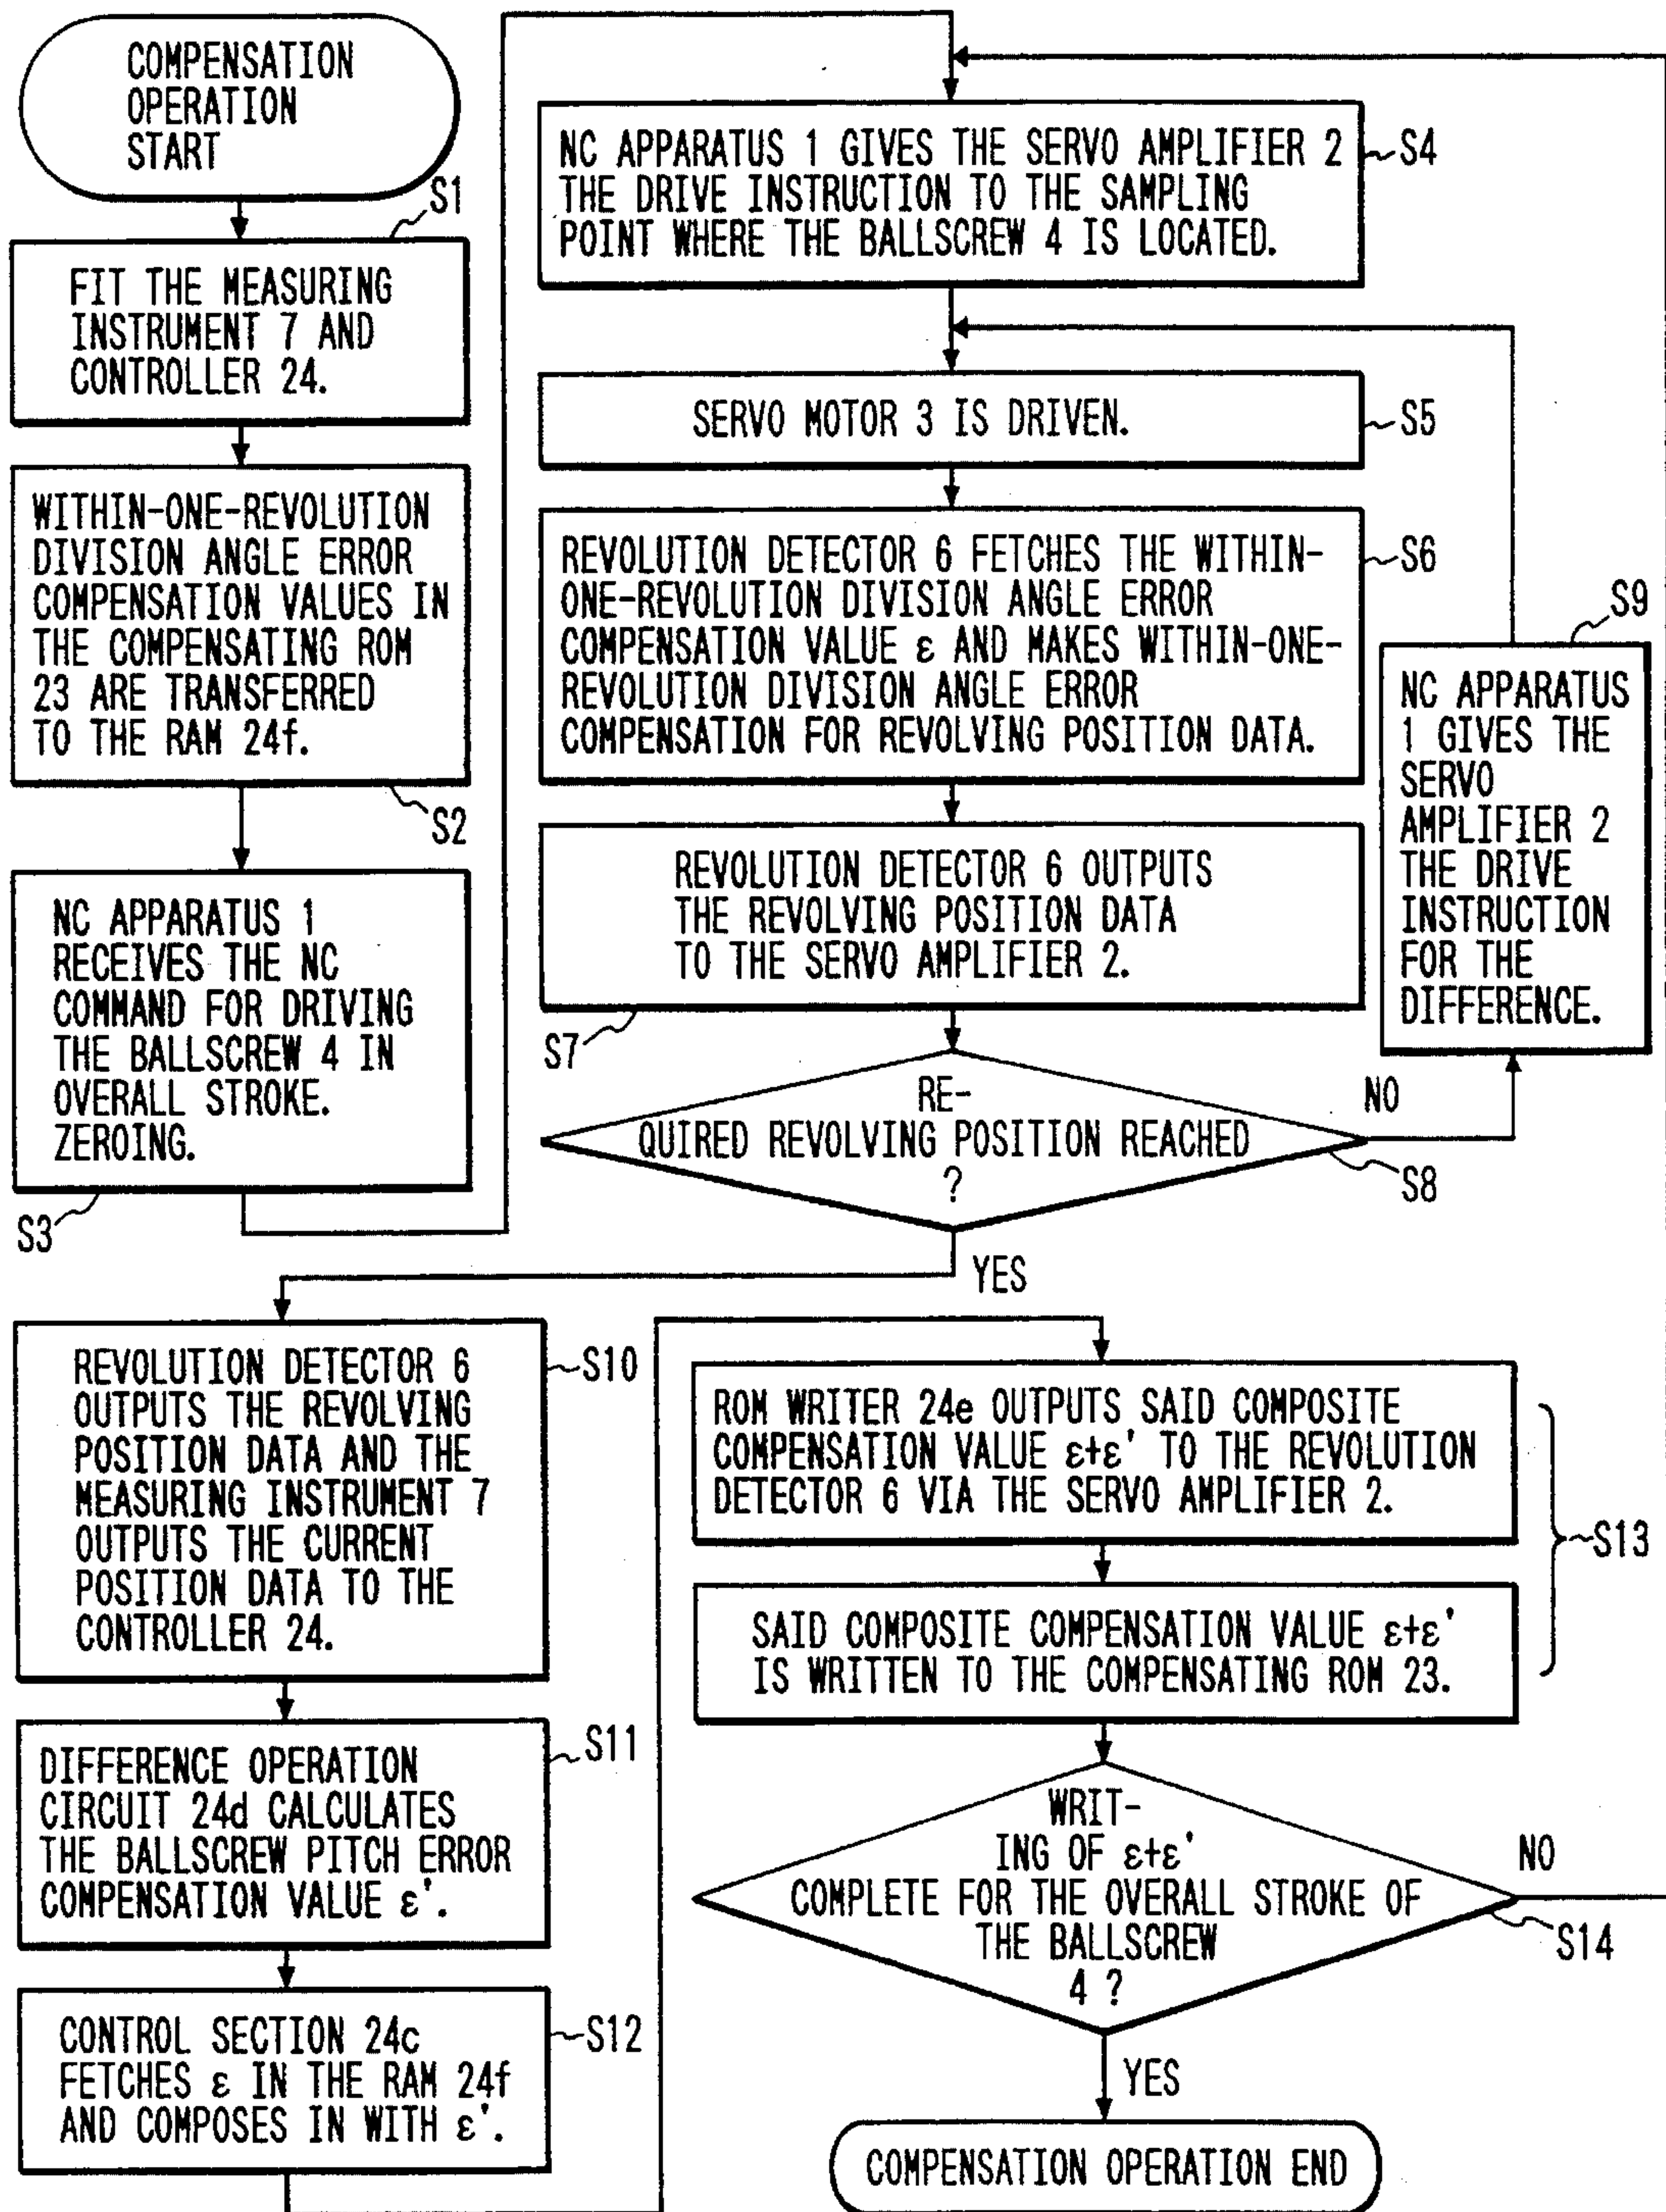 COMPENSATION
OPERATION
START
S1
FIT THE MEASURING
INSTRUMENT 7 AND
CONTROLLER 24.
WITHIN-ONE-REVOLUTION
DIVISION ANGLE ERROR
COMPENSATION VALUES IN
THE COMPENSATING ROM
23 ARE TRANSFERRED
TO THE RAM 24f.
S2
NC APPARATUS 1
RECEIVES THE NC
COMMAND FOR DRIVING
THE BALLSCREW 4 IN
OVERALL STROKE.
ZEROING.
S3
NC APPARATUS 1 GIVES THE SERVO AMPLIFIER 2
THE DRIVE INSTRUCTION TO THE SAMPLING
POINT WHERE THE BALLSCREW 4 IS LOCATED.
S4
SERVO MOTOR 3 IS DRIVEN.
S5
REVOLUTION DETECTOR 6 FETCHES THE WITHIN-
ONE-REVOLUTION DIVISION ANGLE ERROR
COMPENSATION VALUE ε AND MAKES WITHIN-ONE-
REVOLUTION DIVISION ANGLE ERROR
COMPENSATION FOR REVOLVING POSITION DATA.
S6
REVOLUTION DETECTOR 6 OUTPUTS
THE REVOLVING POSITION DATA
TO THE SERVO AMPLIFIER 2.
S7
RE-
QUIRED REVOLVING POSITION REACHED
?
S8
NO
S9
NC APPARATUS
1 GIVES THE
SERVO
AMPLIFIER 2
THE DRIVE
INSTRUCTION
FOR THE
DIFFERENCE.
YES
REVOLUTION DETECTOR 6
OUTPUTS THE REVOLVING
POSITION DATA AND THE
MEASURING INSTRUMENT 7
OUTPUTS THE CURRENT
POSITION DATA TO THE
CONTROLLER 24.
S10
DIFFERENCE OPERATION
CIRCUIT 24d CALCULATES
THE BALLSCREW PITCH ERROR
COMPENSATION VALUE ε'.
S11
CONTROL SECTION 24c
FETCHES ε IN THE RAM 24f
AND COMPOSES IN WITH ε'.
S12
ROM WRITER 24e OUTPUTS SAID COMPOSITE
COMPENSATION VALUE ε+ε' TO THE REVOLUTION
DETECTOR 6 VIA THE SERVO AMPLIFIER 2.
SAID COMPOSITE COMPENSATION VALUE ε+ε'
IS WRITTEN TO THE COMPENSATING ROM 23.
S13
WRIT-
ING OF ε+ε'
COMPLETE FOR THE OVERALL STROKE OF
THE BALLSCREW
4 ?
NO
S14
YES
COMPENSATION OPERATION END